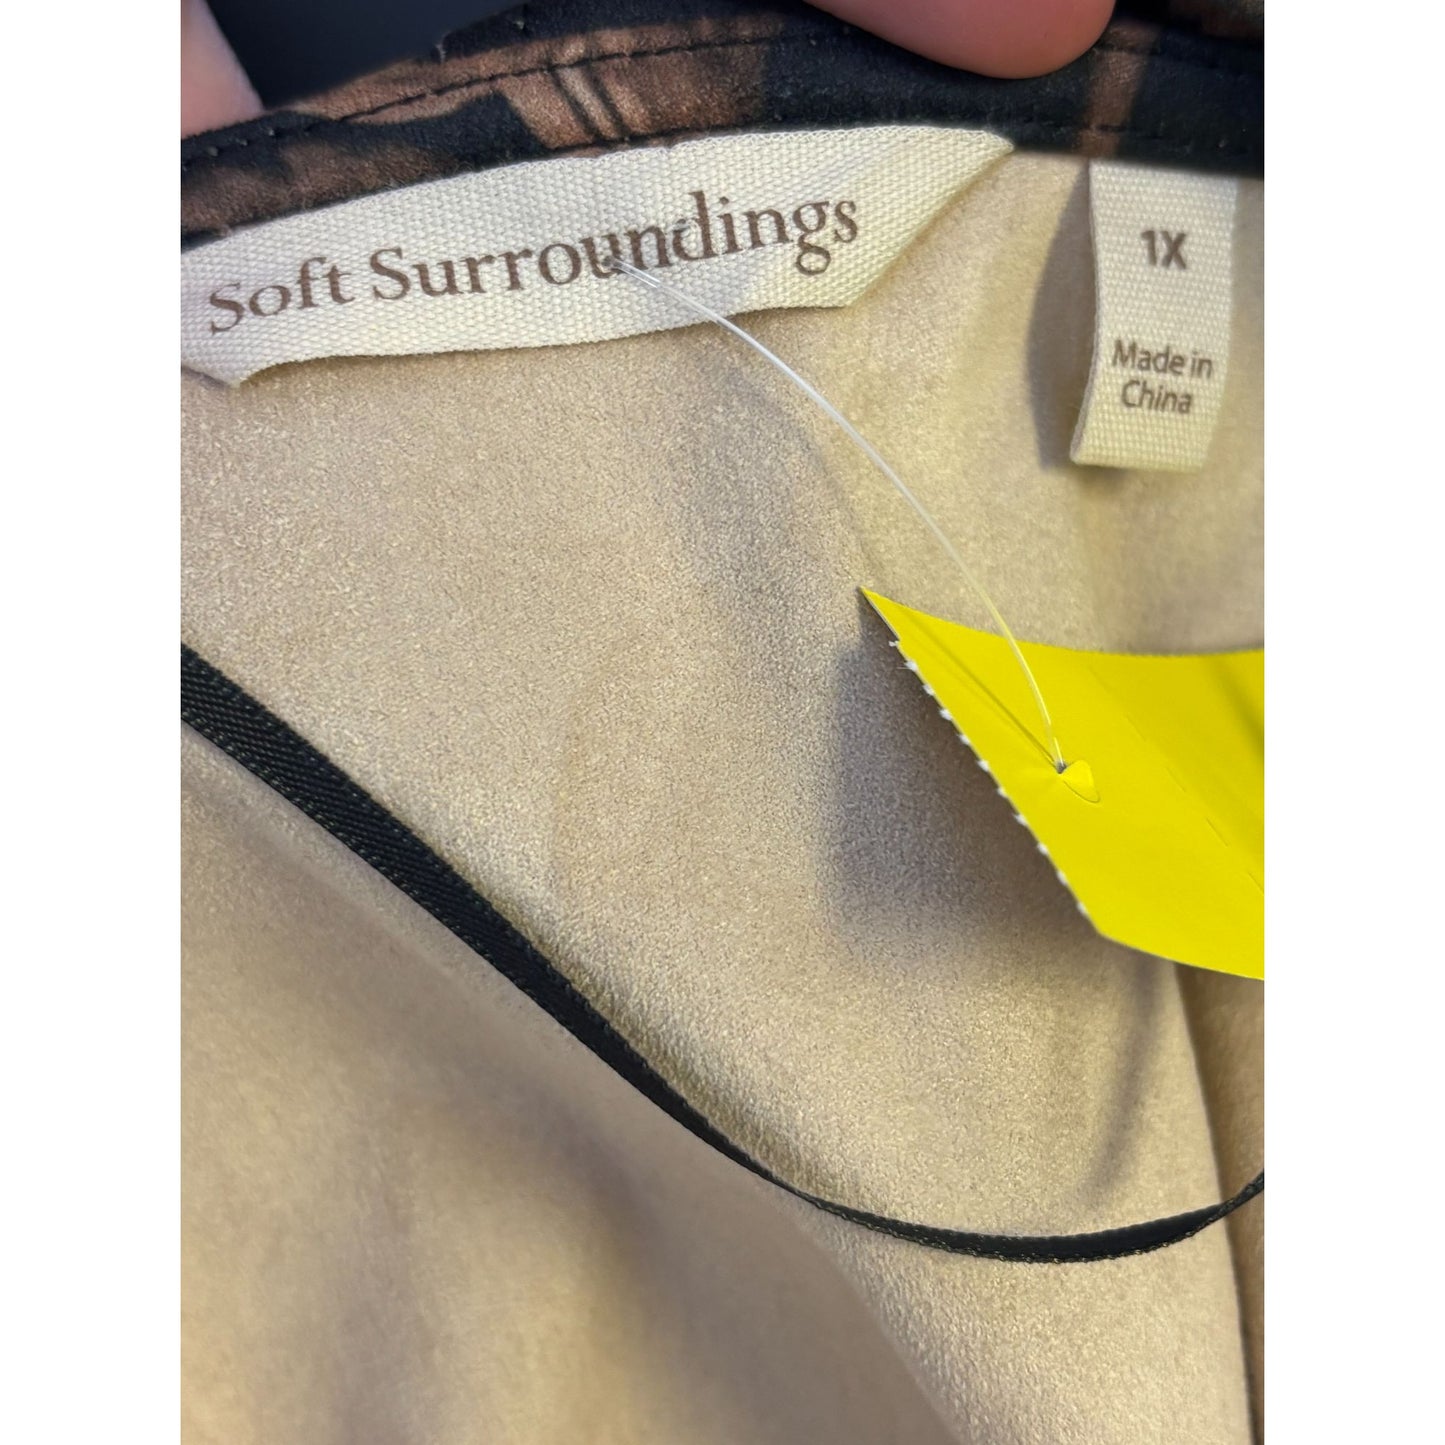 Soft Surroundings
1X
Made in
China